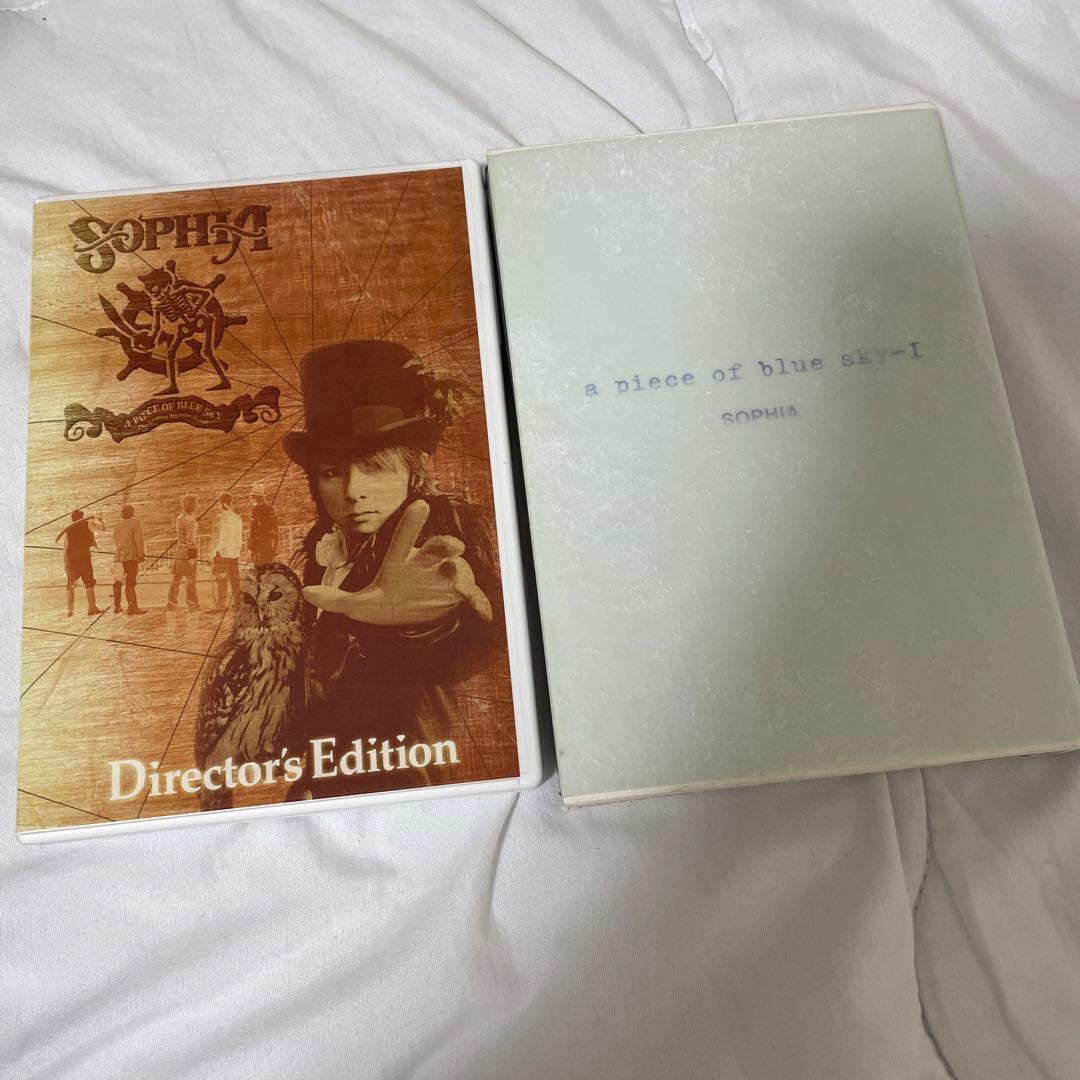 SOPHIA
A PIECE OF BLUE SKY
Director's Edition
a piece of blue sky-I
SOPHIA